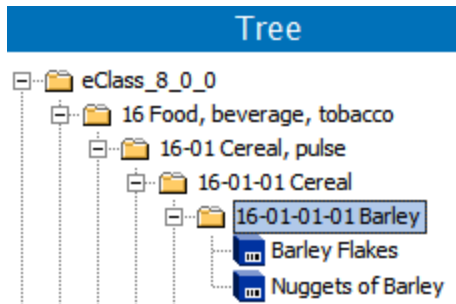 Tree
eClass_8_0_0
16 Food, beverage, tobacco
16-01 Cereal, pulse
16-01-01 Cereal
16-01-01-01 Barley
Barley Flakes
Nuggets of Barley